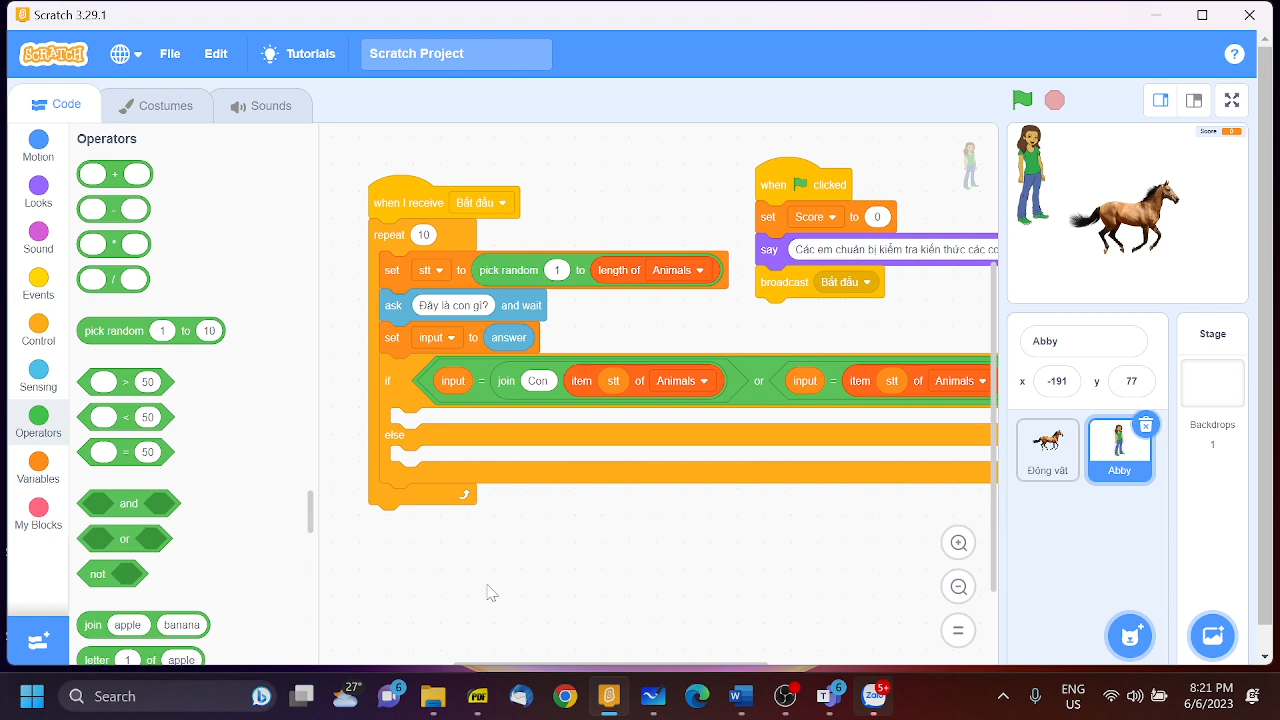 Scratch 3.29.1
SCRATCH
File
Edit
Tutorials
Scratch Project
?
Code
Costumes
Sounds
Motion
Looks
Sound
Events
Control
Sensing
Operators
Variables
My Blocks
Operators
+
-
*
/
pick random 1 to 10
> 50
< 50
= 50
and
or
not
join apple banana
letter 1 of apple
when I receive Bắt đầu
repeat 10
set stt to pick random 1 to length of Animals
ask Đây là con gì? and wait
set input to answer
if input = join Con item stt of Animals or input = item stt of Animals
else
when clicked
set Score to 0
say Các em chuẩn bị kiểm tra kiến thức các co
broadcast Bắt đầu
Score 0
Abby
x -191 y 77
Động vật
Abby
Stage
Backdrops
1
Search
27°
6
PDF
6
Zalo
5+
ENG
US
8:21 PM
6/6/2023